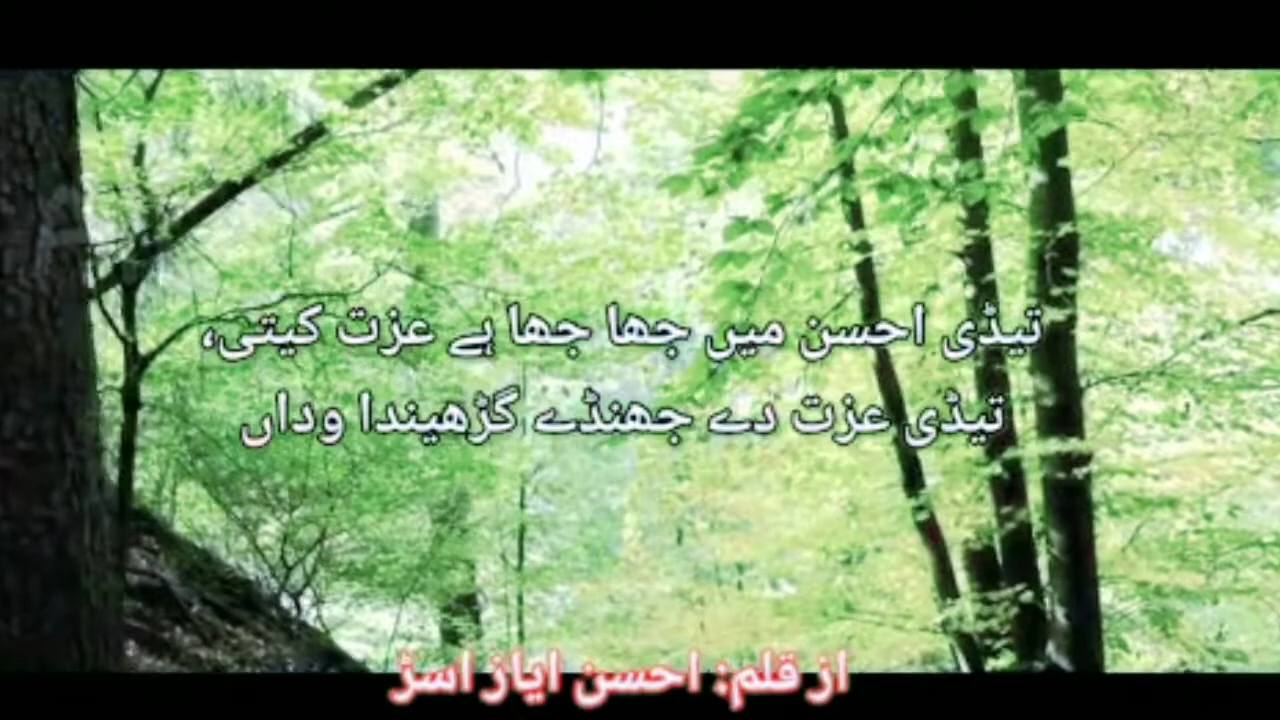 تیڈی احسن میں جھا جھا ہے عزت کیتی،
تیڈی عزت دے جھنڈے گڑھیندا وداں
از قلم: احسن ایاز اسڑ